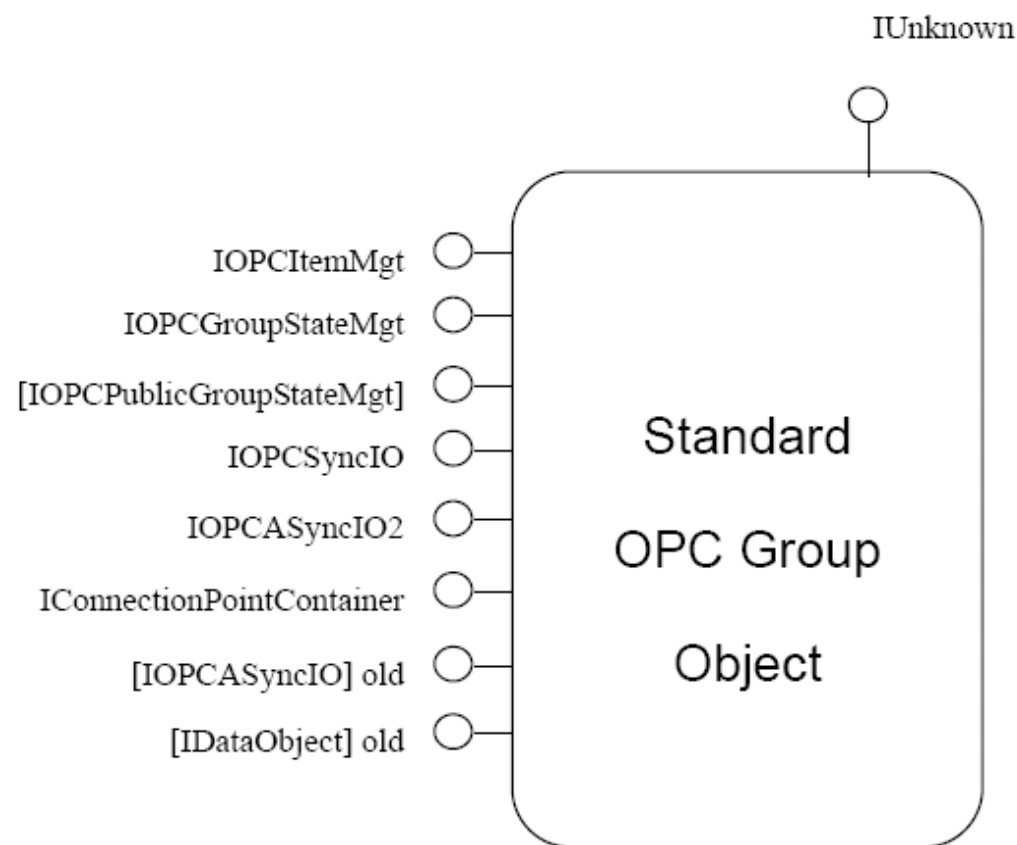 IUnknown
IOPCItemMgt
IOPCGroupStateMgt
[IOPCPublicGroupStateMgt]
IOPCSyncIO
IOPCASyncIO2
IConnectionPointContainer
[IOPCASyncIO] old
[IDataObject] old
Standard
OPC Group
Object